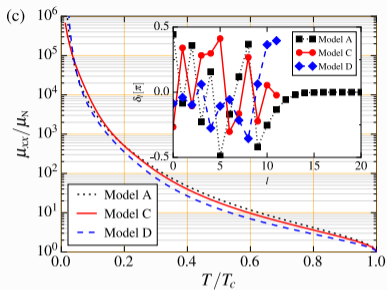 (c)
10^6
10^5
10^4
10^3
10^2
10^1
10^0
μ_xx/μ_N
0.0 0.2 0.4 0.6 0.8 1.0
T/T_c
Model A
Model C
Model D
0.5
0.0
-0.5
δ_l[π]
0 5 10 15 20
l
Model A
Model C
Model D